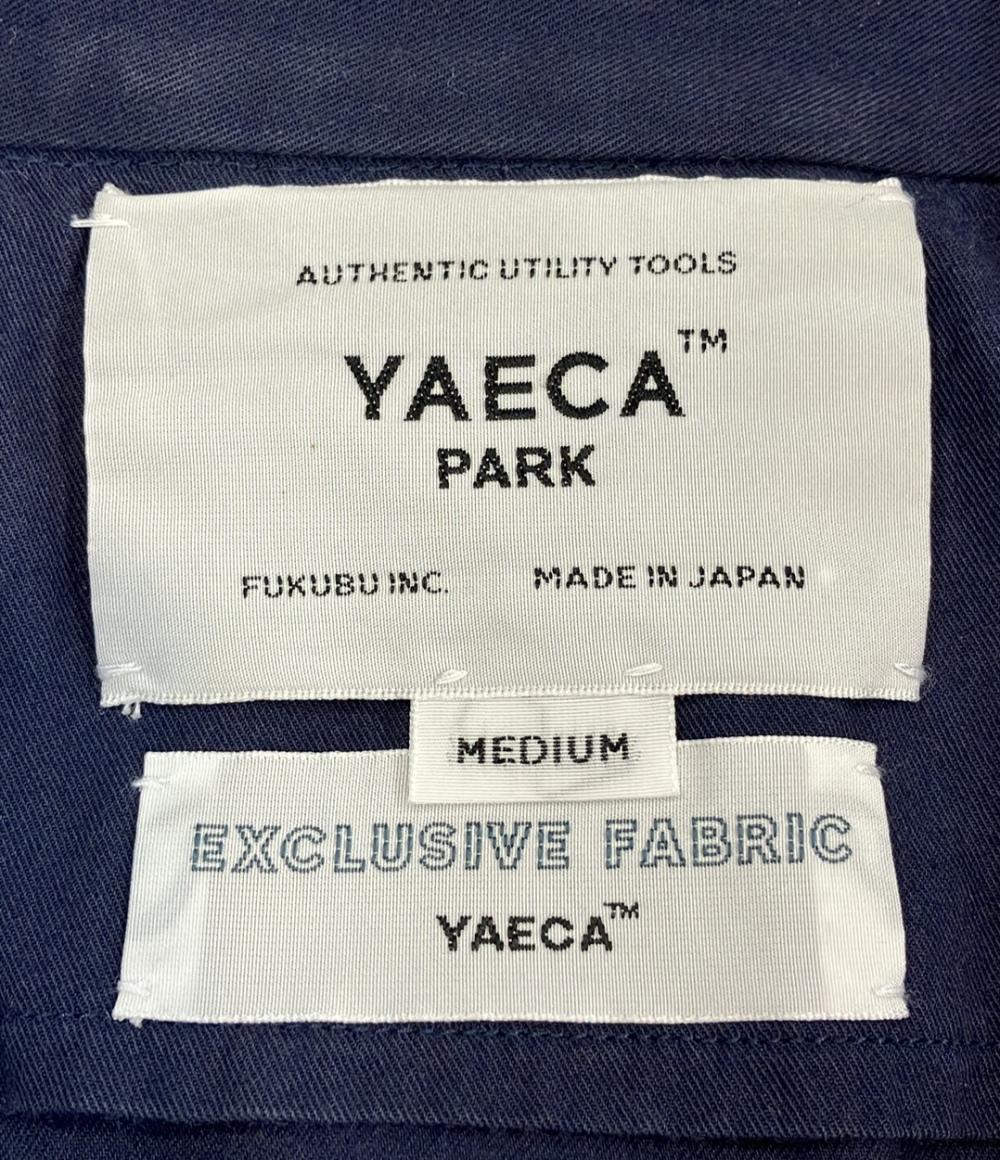 AUTHENTIC UTILITY TOOLS
YAECA™
PARK
FUKUBU INC. MADE IN JAPAN
MEDIUM
EXCLUSIVE FABRIC
YAECA™